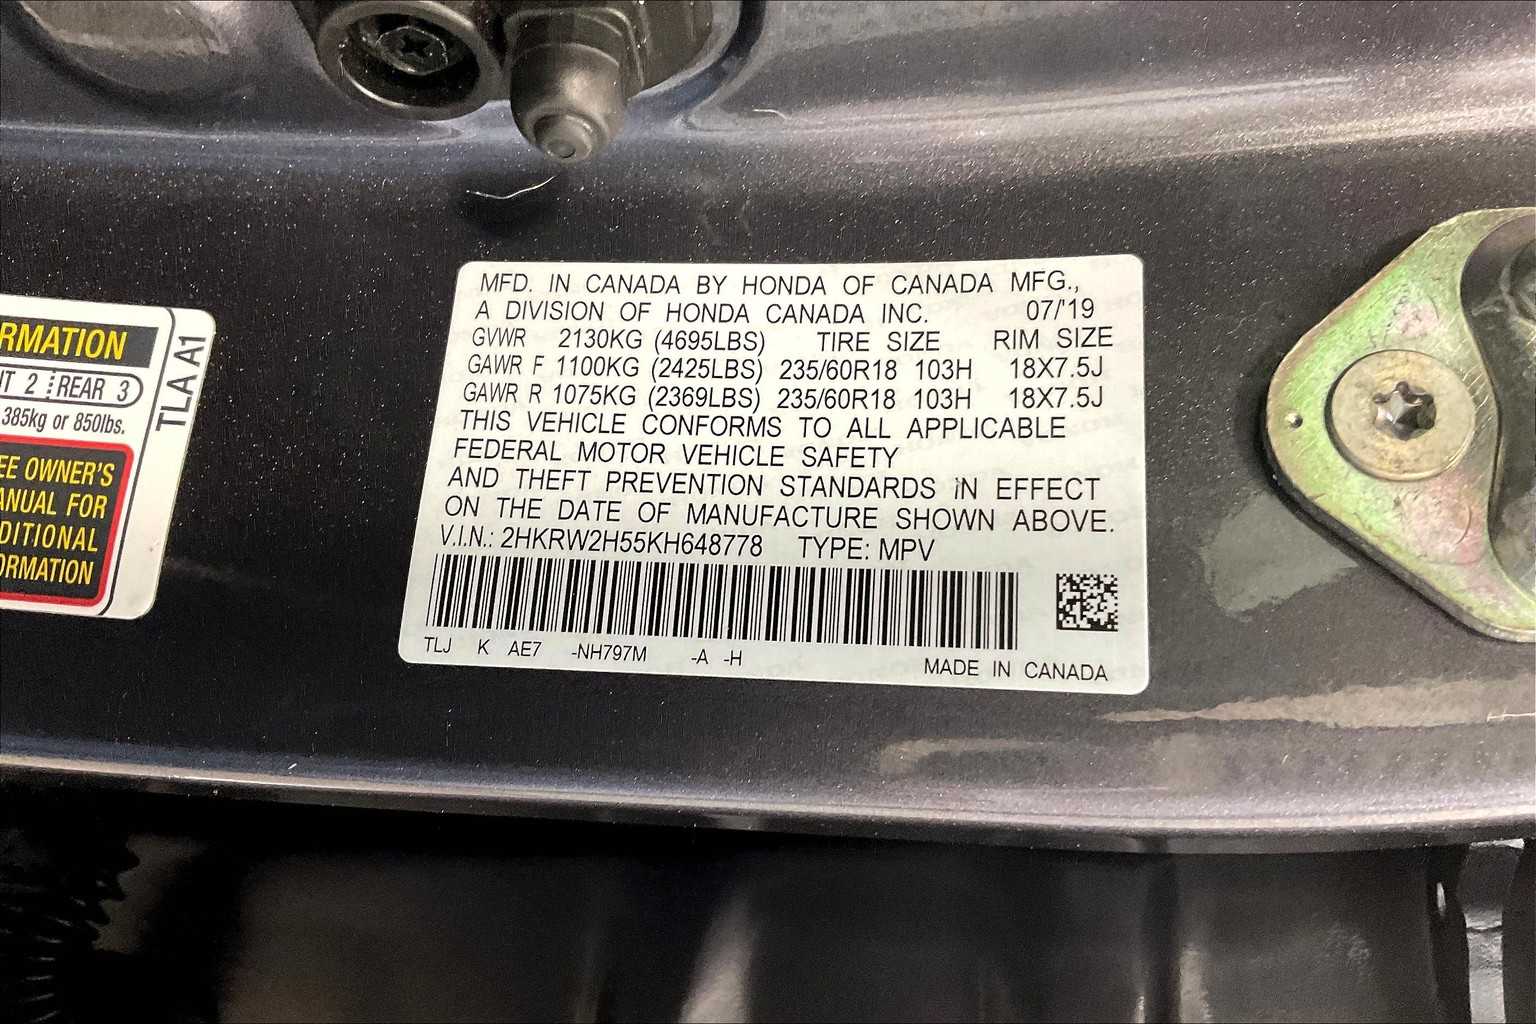 MFD. IN CANADA BY HONDA OF CANADA MFG.,
A DIVISION OF HONDA CANADA INC. 07/'19
GVWR 2130KG (4695LBS) TIRE SIZE RIM SIZE
GAWR F 1100KG (2425LBS) 235/60R18 103H 18X7.5J
GAWR R 1075KG (2369LBS) 235/60R18 103H 18X7.5J
THIS VEHICLE CONFORMS TO ALL APPLICABLE
FEDERAL MOTOR VEHICLE SAFETY
AND THEFT PREVENTION STANDARDS IN EFFECT
ON THE DATE OF MANUFACTURE SHOWN ABOVE.
V.I.N.: 2HKRW2H55KH648778 TYPE: MPV
TLJ K AE7 -NH797M -A -H
MADE IN CANADA
RMATION
2 REAR 3
385kg or 850lbs.
OWNER'S
ANUAL FOR
DITIONAL
ORMATION
TLA A1